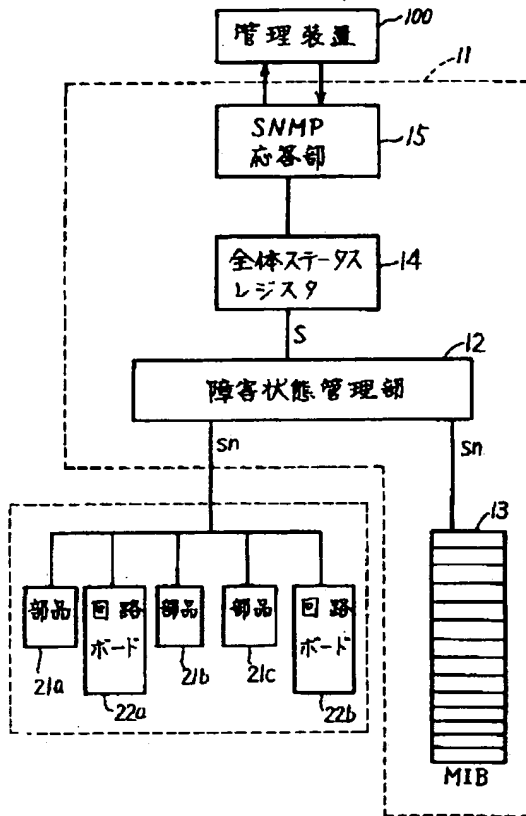 管理装置
100
11
SNMP
応答部
15
全体ステータス
レジスタ
14
S
12
障害状態管理部
Sn
Sn
13
部品
回路
ボード
部品
部品
回路
ボード
21a
22a
21b
21c
22b
MIB